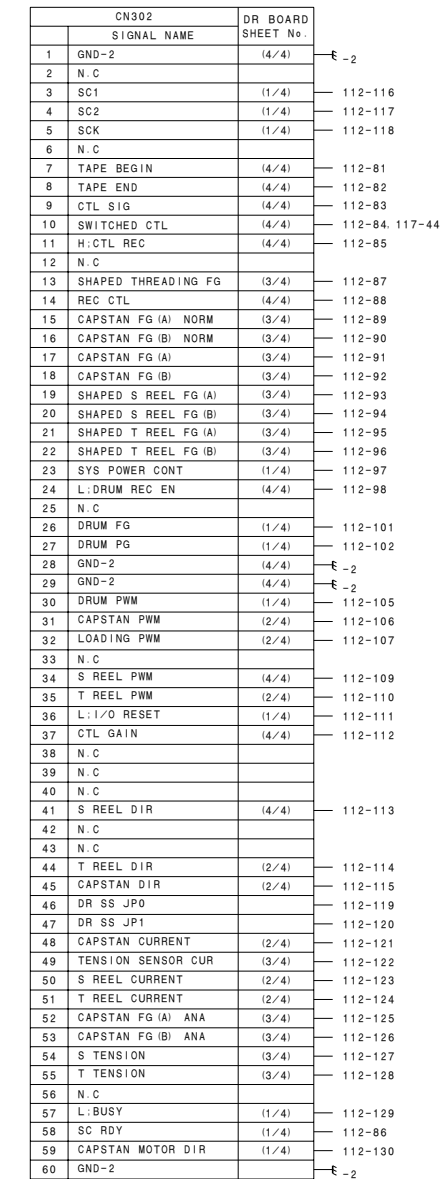 CN302 DR BOARD
SIGNAL NAME SHEET No.
1 GND-2 (4/4) -2
2 N.C
3 SC1 (1/4) 112-116
4 SC2 (1/4) 112-117
5 SCK (1/4) 112-118
6 N.C
7 TAPE BEGIN (4/4) 112-81
8 TAPE END (4/4) 112-82
9 CTL SIG (4/4) 112-83
10 SWITCHED CTL (4/4) 112-84, 117-44
11 H;CTL REC (4/4) 112-85
12 N.C
13 SHAPED THREADING FG (3/4) 112-87
14 REC CTL (4/4) 112-88
15 CAPSTAN FG(A) NORM (3/4) 112-89
16 CAPSTAN FG(B) NORM (3/4) 112-90
17 CAPSTAN FG(A) (3/4) 112-91
18 CAPSTAN FG(B) (3/4) 112-92
19 SHAPED S REEL FG(A) (3/4) 112-93
20 SHAPED S REEL FG(B) (3/4) 112-94
21 SHAPED T REEL FG(A) (3/4) 112-95
22 SHAPED T REEL FG(B) (3/4) 112-96
23 SYS POWER CONT (1/4) 112-97
24 L;DRUM REC EN (4/4) 112-98
25 N.C
26 DRUM FG (1/4) 112-101
27 DRUM PG (1/4) 112-102
28 GND-2 (4/4) -2
29 GND-2 (4/4) -2
30 DRUM PWM (1/4) 112-105
31 CAPSTAN PWM (2/4) 112-106
32 LOADING PWM (2/4) 112-107
33 N.C
34 S REEL PWM (4/4) 112-109
35 T REEL PWM (2/4) 112-110
36 L;I/O RESET (1/4) 112-111
37 CTL GAIN (4/4) 112-112
38 N.C
39 N.C
40 N.C
41 S REEL DIR (4/4) 112-113
42 N.C
43 N.C
44 T REEL DIR (2/4) 112-114
45 CAPSTAN DIR (2/4) 112-115
46 DR SS JP0 112-119
47 DR SS JP1 112-120
48 CAPSTAN CURRENT (2/4) 112-121
49 TENSION SENSOR CUR (3/4) 112-122
50 S REEL CURRENT (2/4) 112-123
51 T REEL CURRENT (2/4) 112-124
52 CAPSTAN FG(A) ANA (3/4) 112-125
53 CAPSTAN FG(B) ANA (3/4) 112-126
54 S TENSION (3/4) 112-127
55 T TENSION (3/4) 112-128
56 N.C
57 L;BUSY (1/4) 112-129
58 SC RDY (1/4) 112-86
59 CAPSTAN MOTOR DIR (1/4) 112-130
60 GND-2 -2